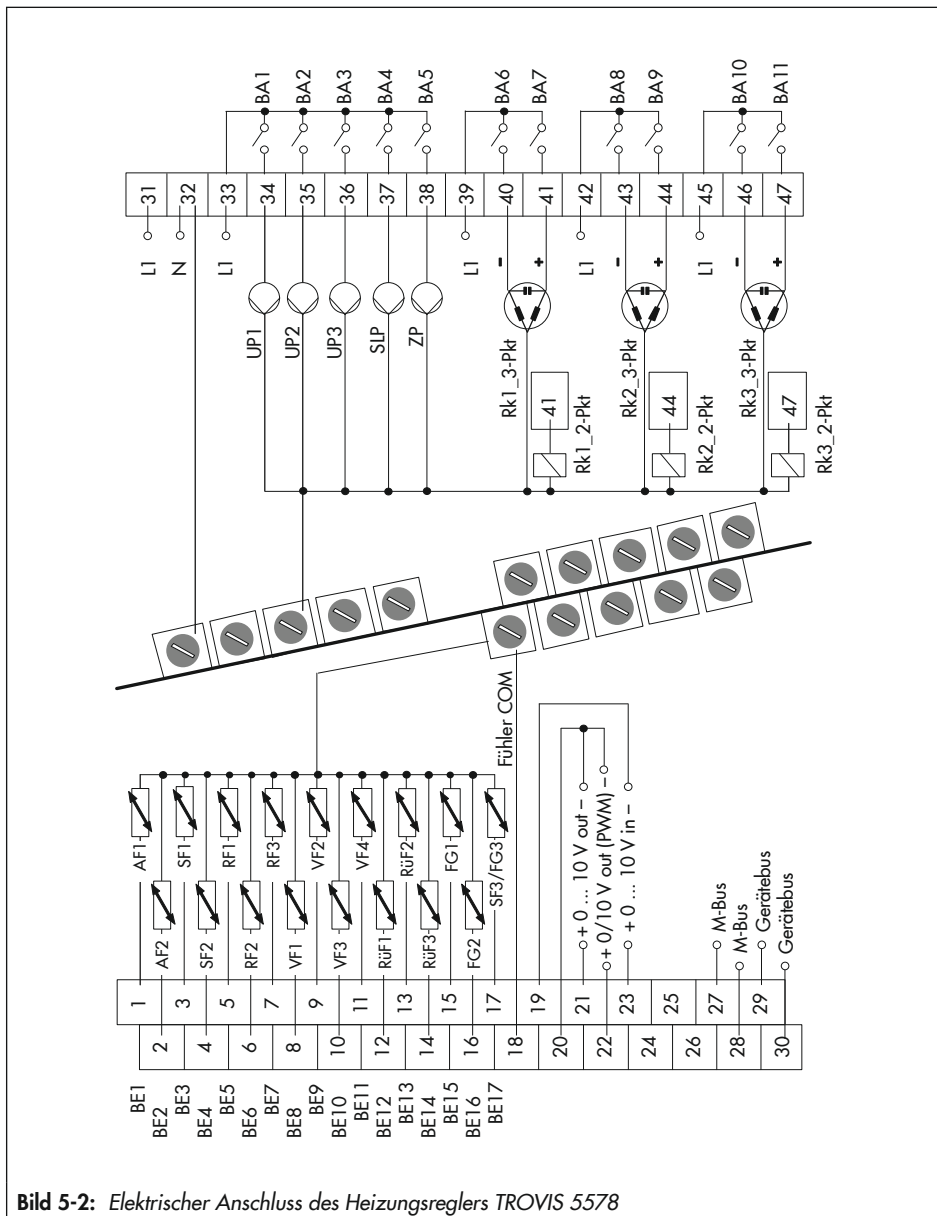 BA1
BA2
BA3
BA4
BA5
BA6
BA7
BA8
BA9
BA10
BA11
31
32
33
34
35
36
37
38
39
40
41
42
43
44
45
46
47
L1
N
L1
L1
L1
L1
–
+
–
+
–
+
UP1
UP2
UP3
SLP
ZP
Rk1_3-Pkt
Rk2_3-Pkt
Rk3_3-Pkt
41
44
47
Rk1_2-Pkt
Rk2_2-Pkt
Rk3_2-Pkt
Fühler COM
AF1
SF1
RF1
RF3
VF2
VF4
RüF2
FG1
SF3/FG3
AF2
SF2
RF2
VF1
VF3
RüF1
RüF3
FG2
+ 0 ... 10 V out –
+ 0/10 V out (PWM) –
+ 0 ... 10 V in –
M-Bus
M-Bus
Gerätebus
Gerätebus
1
3
5
7
9
11
13
15
17
19
21
23
25
27
29
2
4
6
8
10
12
14
16
18
20
22
24
26
28
30
BE1
BE2
BE3
BE4
BE5
BE6
BE7
BE8
BE9
BE10
BE11
BE12
BE13
BE14
BE15
BE16
BE17
Bild 5-2: Elektrischer Anschluss des Heizungsreglers TROVIS 5578